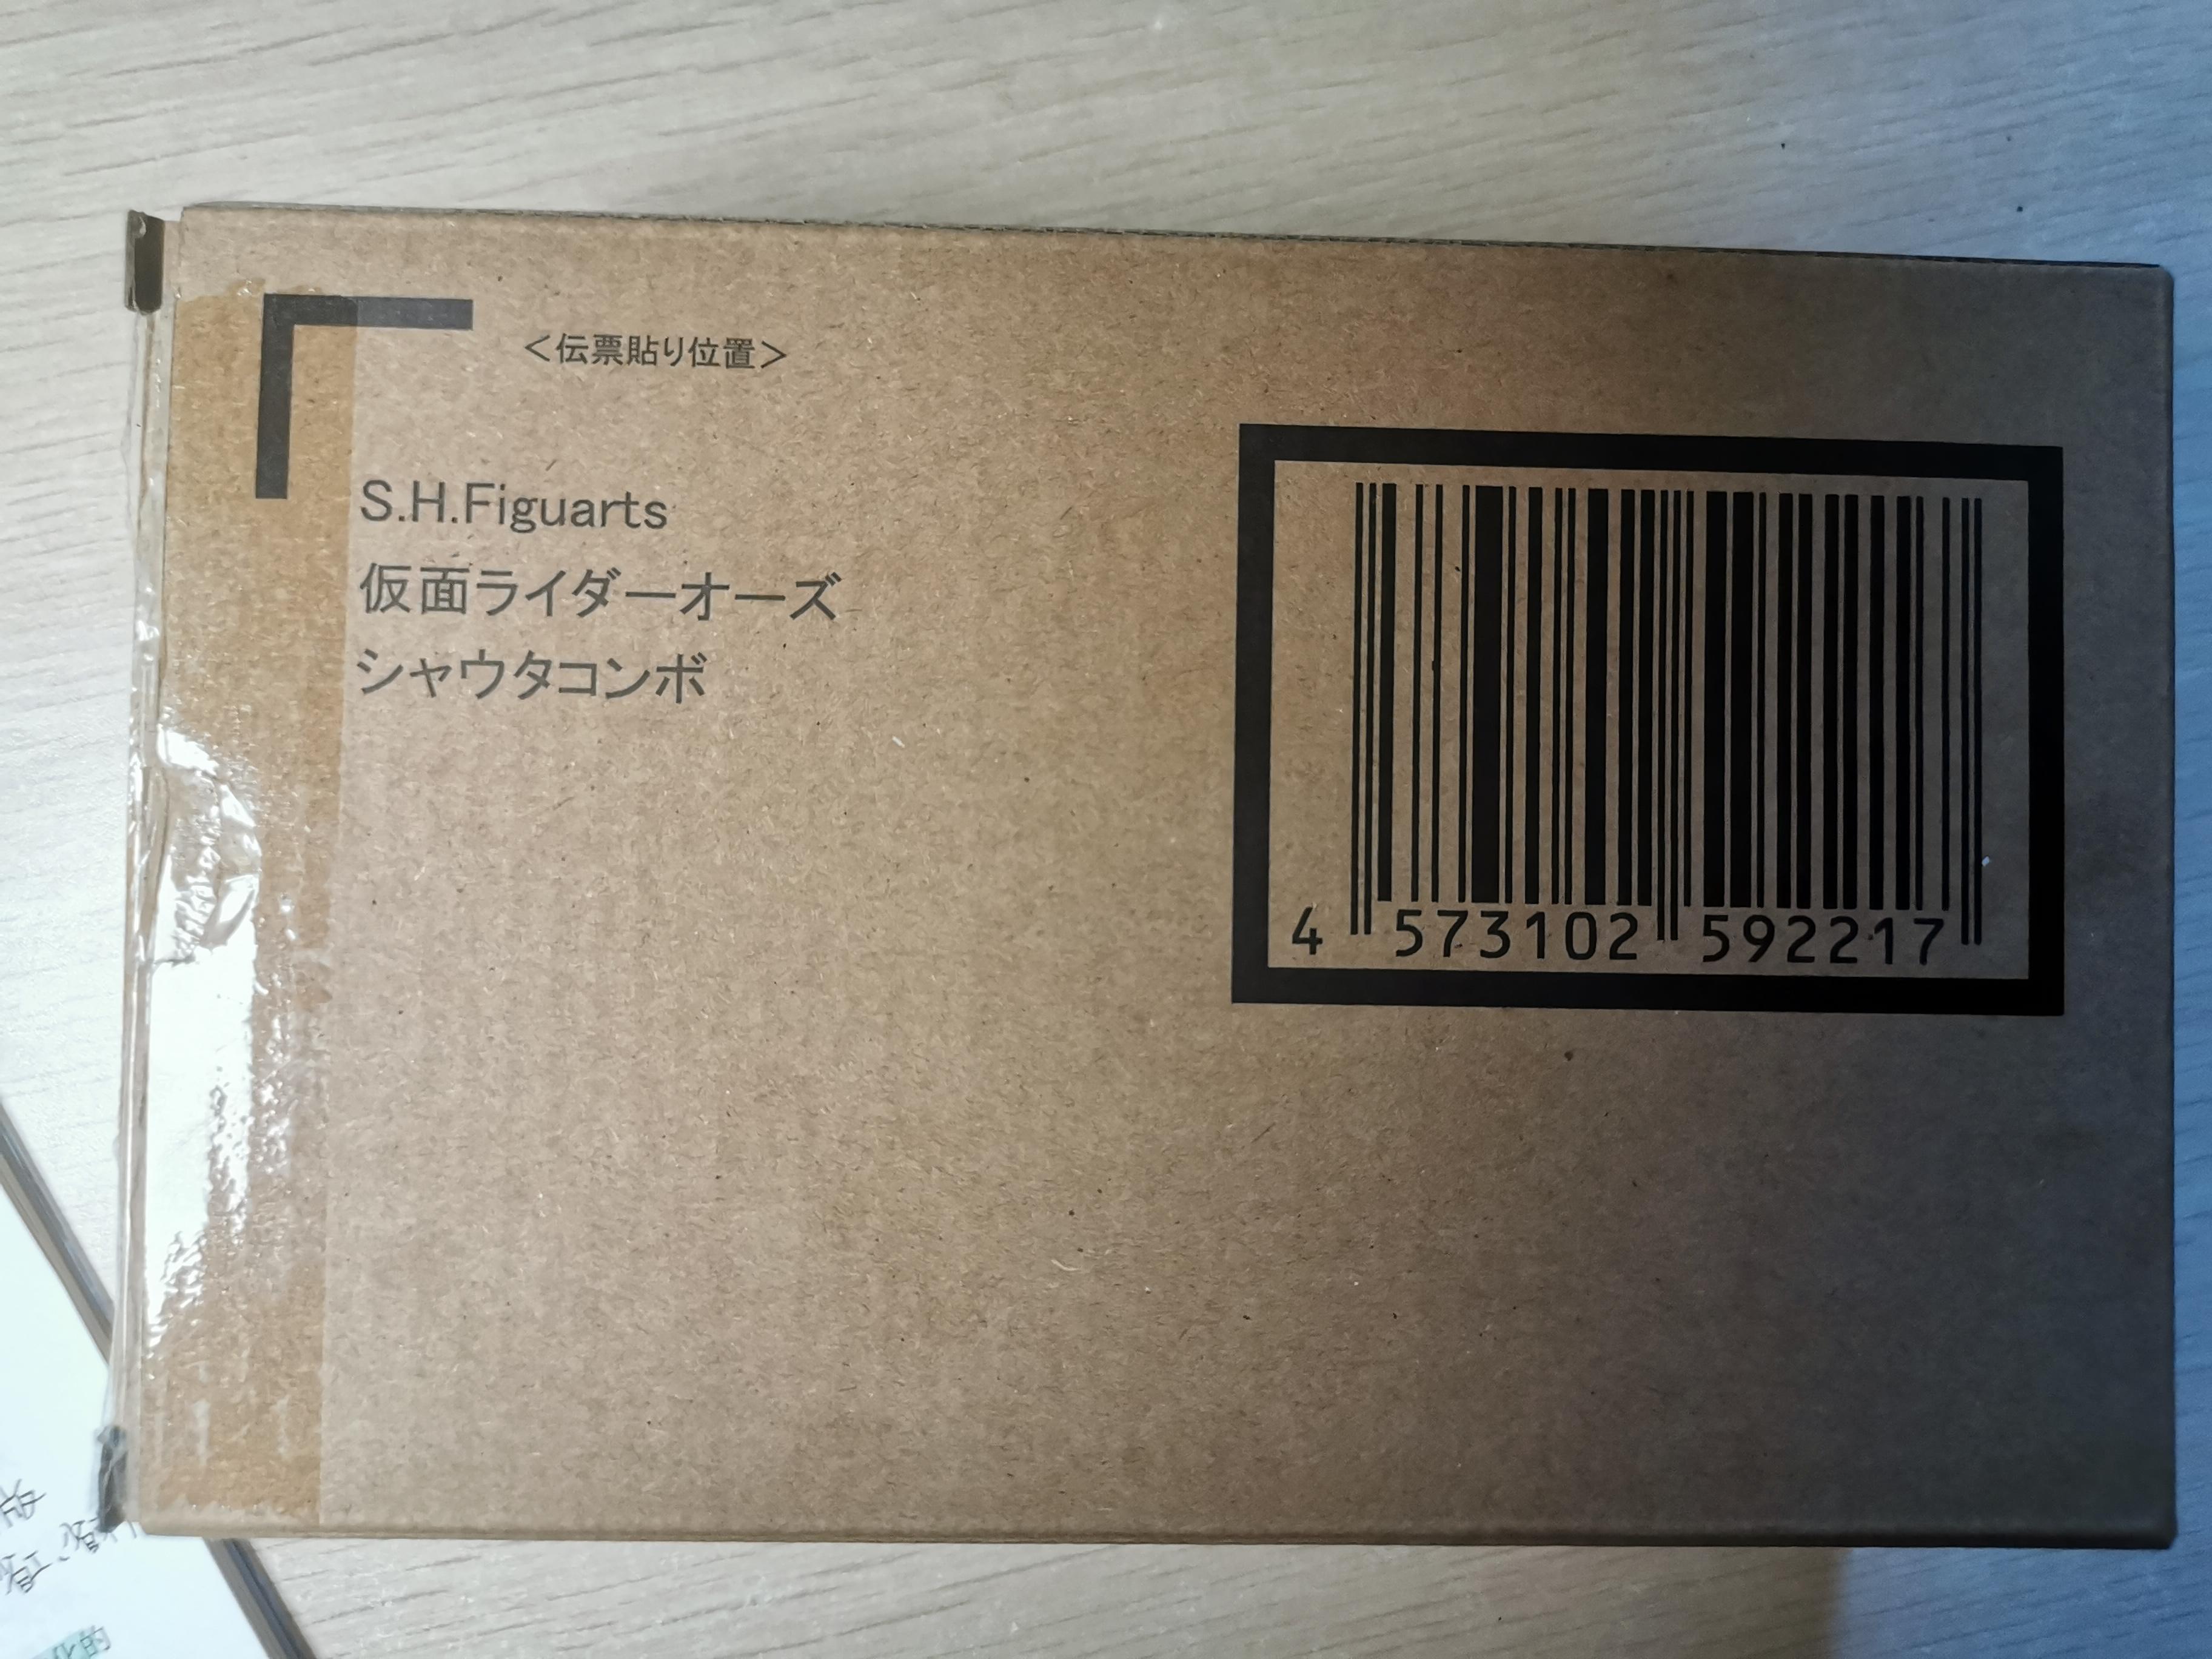 <伝票貼り位置>
S.H.Figuarts
仮面ライダーオーズ
シャウタコンボ
4 573102 592217